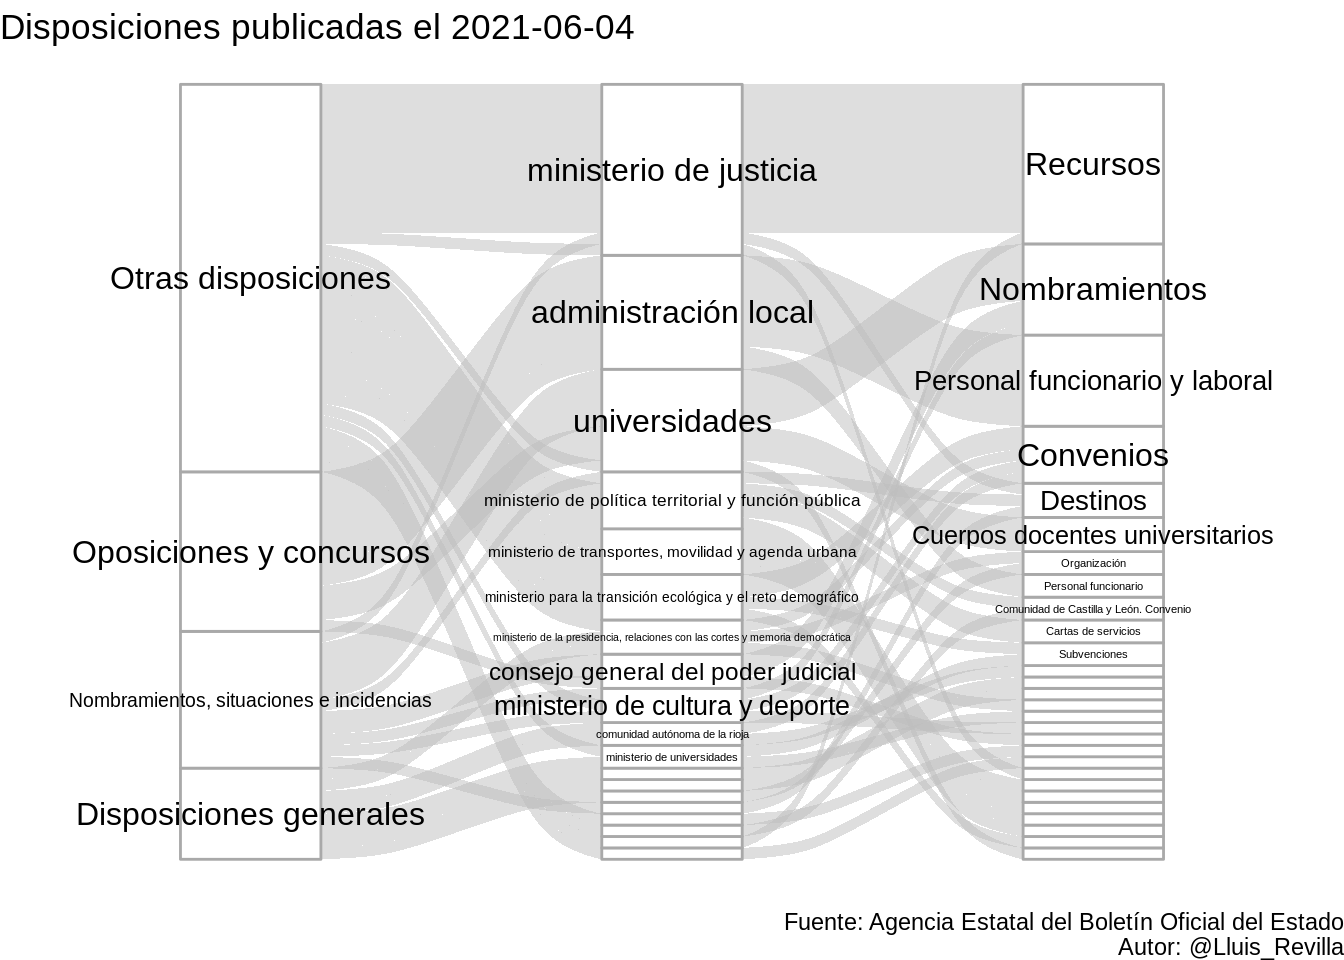 Disposiciones publicadas el 2021-06-04
Otras disposiciones
Oposiciones y concursos
Nombramientos, situaciones e incidencias
Disposiciones generales
ministerio de justicia
administración local
universidades
ministerio de política territorial y función pública
ministerio de transportes, movilidad y agenda urbana
ministerio para la transición ecológica y el reto demográfico
ministerio de la presidencia, relaciones con las cortes y memoria democrática
consejo general del poder judicial
ministerio de cultura y deporte
comunidad autónoma de la rioja
ministerio de universidades
Recursos
Nombramientos
Personal funcionario y laboral
Convenios
Destinos
Cuerpos docentes universitarios
Organización
Personal funcionario
Comunidad de Castilla y León. Convenio
Cartas de servicios
Subvenciones
Fuente: Agencia Estatal del Boletín Oficial del Estado
Autor: @Lluis_Revilla